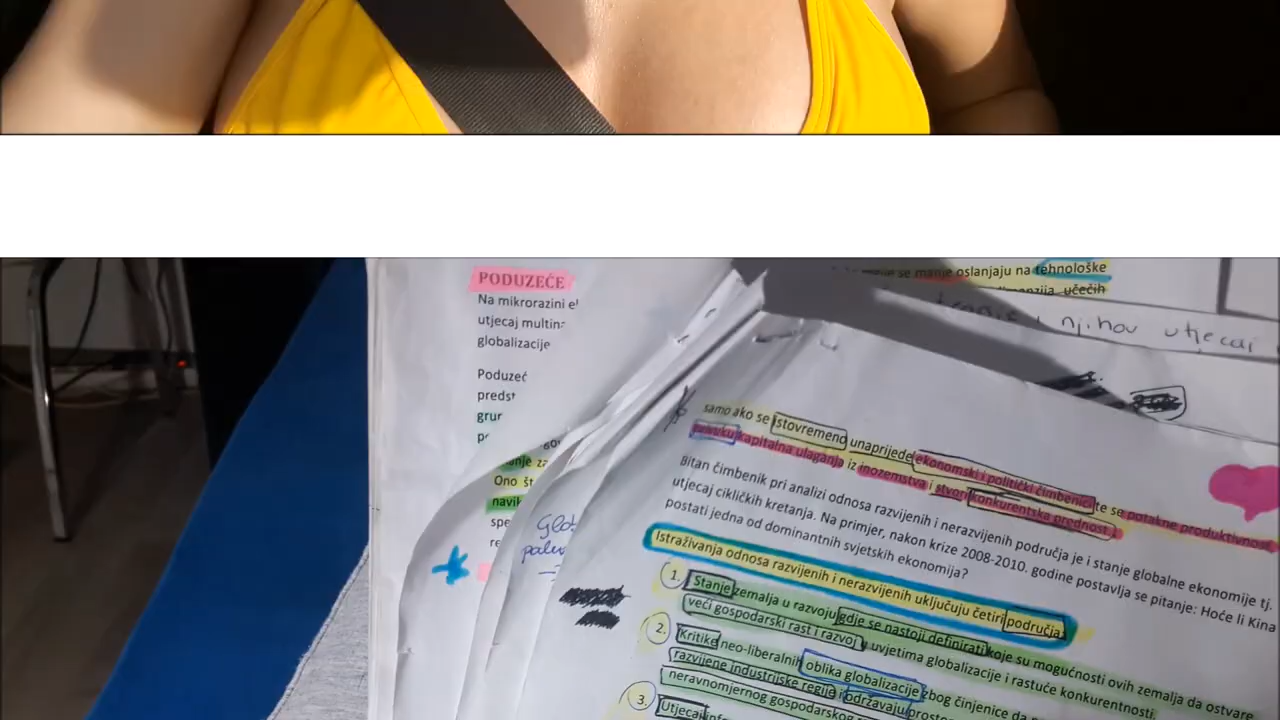 PODUZEĆE
Na mikrorazini
utjecaj
globalizacije
Poduzeć
predst
grur
Ono št
navik
spe
se manje oslanjaju na tehnološke
učećih
njihov utjecaj
samo ako se istovremeno unaprijede ekonomski i politički čimbenici te se potakne produktivnost,
kapitalna ulaganja iz inozemstva i stvori konkurentska prednost.
Bitan čimbenik pri analizi odnosa razvijenih i nerazvijenih područja je i stanje globalne ekonomije tj.
utjecaj cikličkih kretanja. Na primjer, nakon krize 2008-2010. godine postavlja se pitanje: Hoće li Kina
postati jedna od dominantnih svjetskih ekonomija?
Istraživanja odnosa razvijenih i nerazvijenih uključuju četiri područja:
1. Stanje zemalja u razvoju gdje se nastoji definirati koje su mogućnosti ovih zemalja da ostvare
veći gospodarski rast i razvoj u uvjetima globalizacije i rastuće konkurentnosti
2. Kritike neo-liberalnih oblika globalizacije zbog činjenice da
razvijene industrijske regije održavaju
neravnomjernog gospodarskog
3. Utjecaj